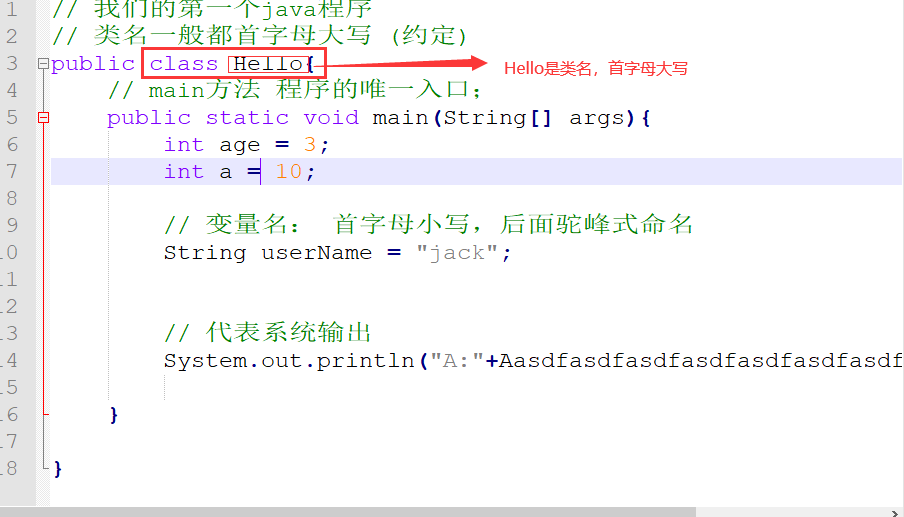 1 // 我们的第一个java程序
2 // 类名一般都首字母大写 (约定)
3 public class Hello{ Hello是类名，首字母大写
4 // main方法 程序的唯一入口;
5 public static void main(String[] args){
6 int age = 3;
7 int a = 10;
8
9 // 变量名： 首字母小写，后面驼峰式命名
10 String userName = "jack";
11
12
13 // 代表系统输出
14 System.out.println("A:"+Aasdfasdfasdfasdfasdfasdfasdf
15
16 }
17
18 }